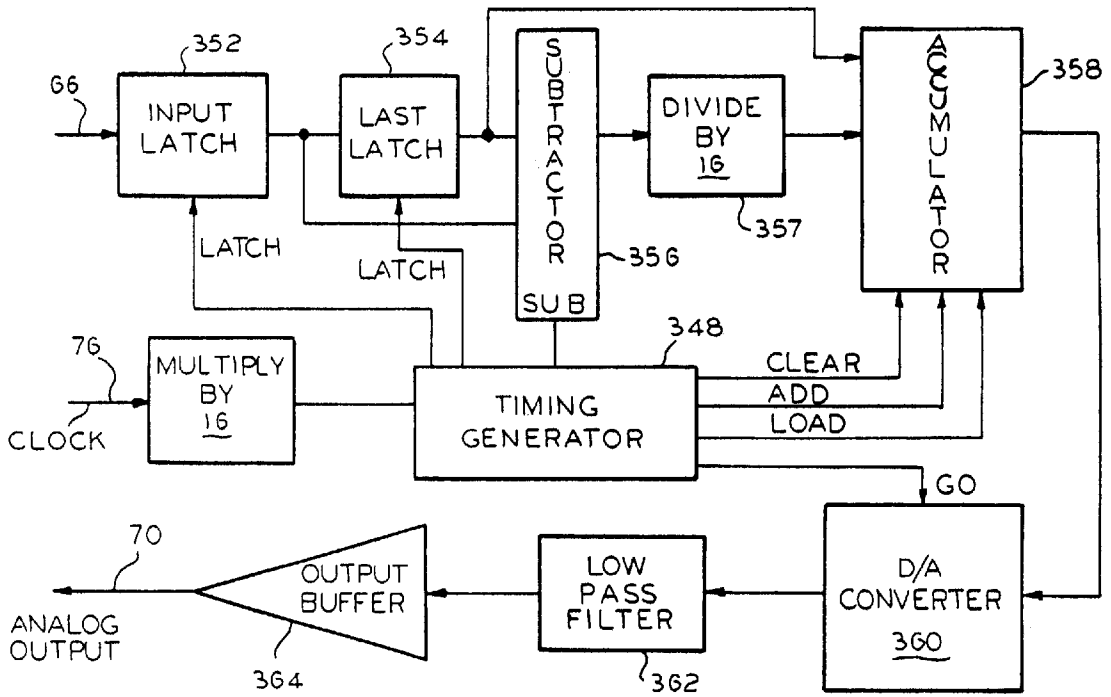 352
354
66
INPUT
LATCH
LAST
LATCH
SUBTRACTOR
SUB
356
DIVIDE
BY
16
357
ACCUMULATOR
358
LATCH
LATCH
76
CLOCK
MULTIPLY
BY
16
348
TIMING
GENERATOR
CLEAR
ADD
LOAD
GO
70
ANALOG
OUTPUT
OUTPUT
BUFFER
364
LOW
PASS
FILTER
362
D/A
CONVERTER
360